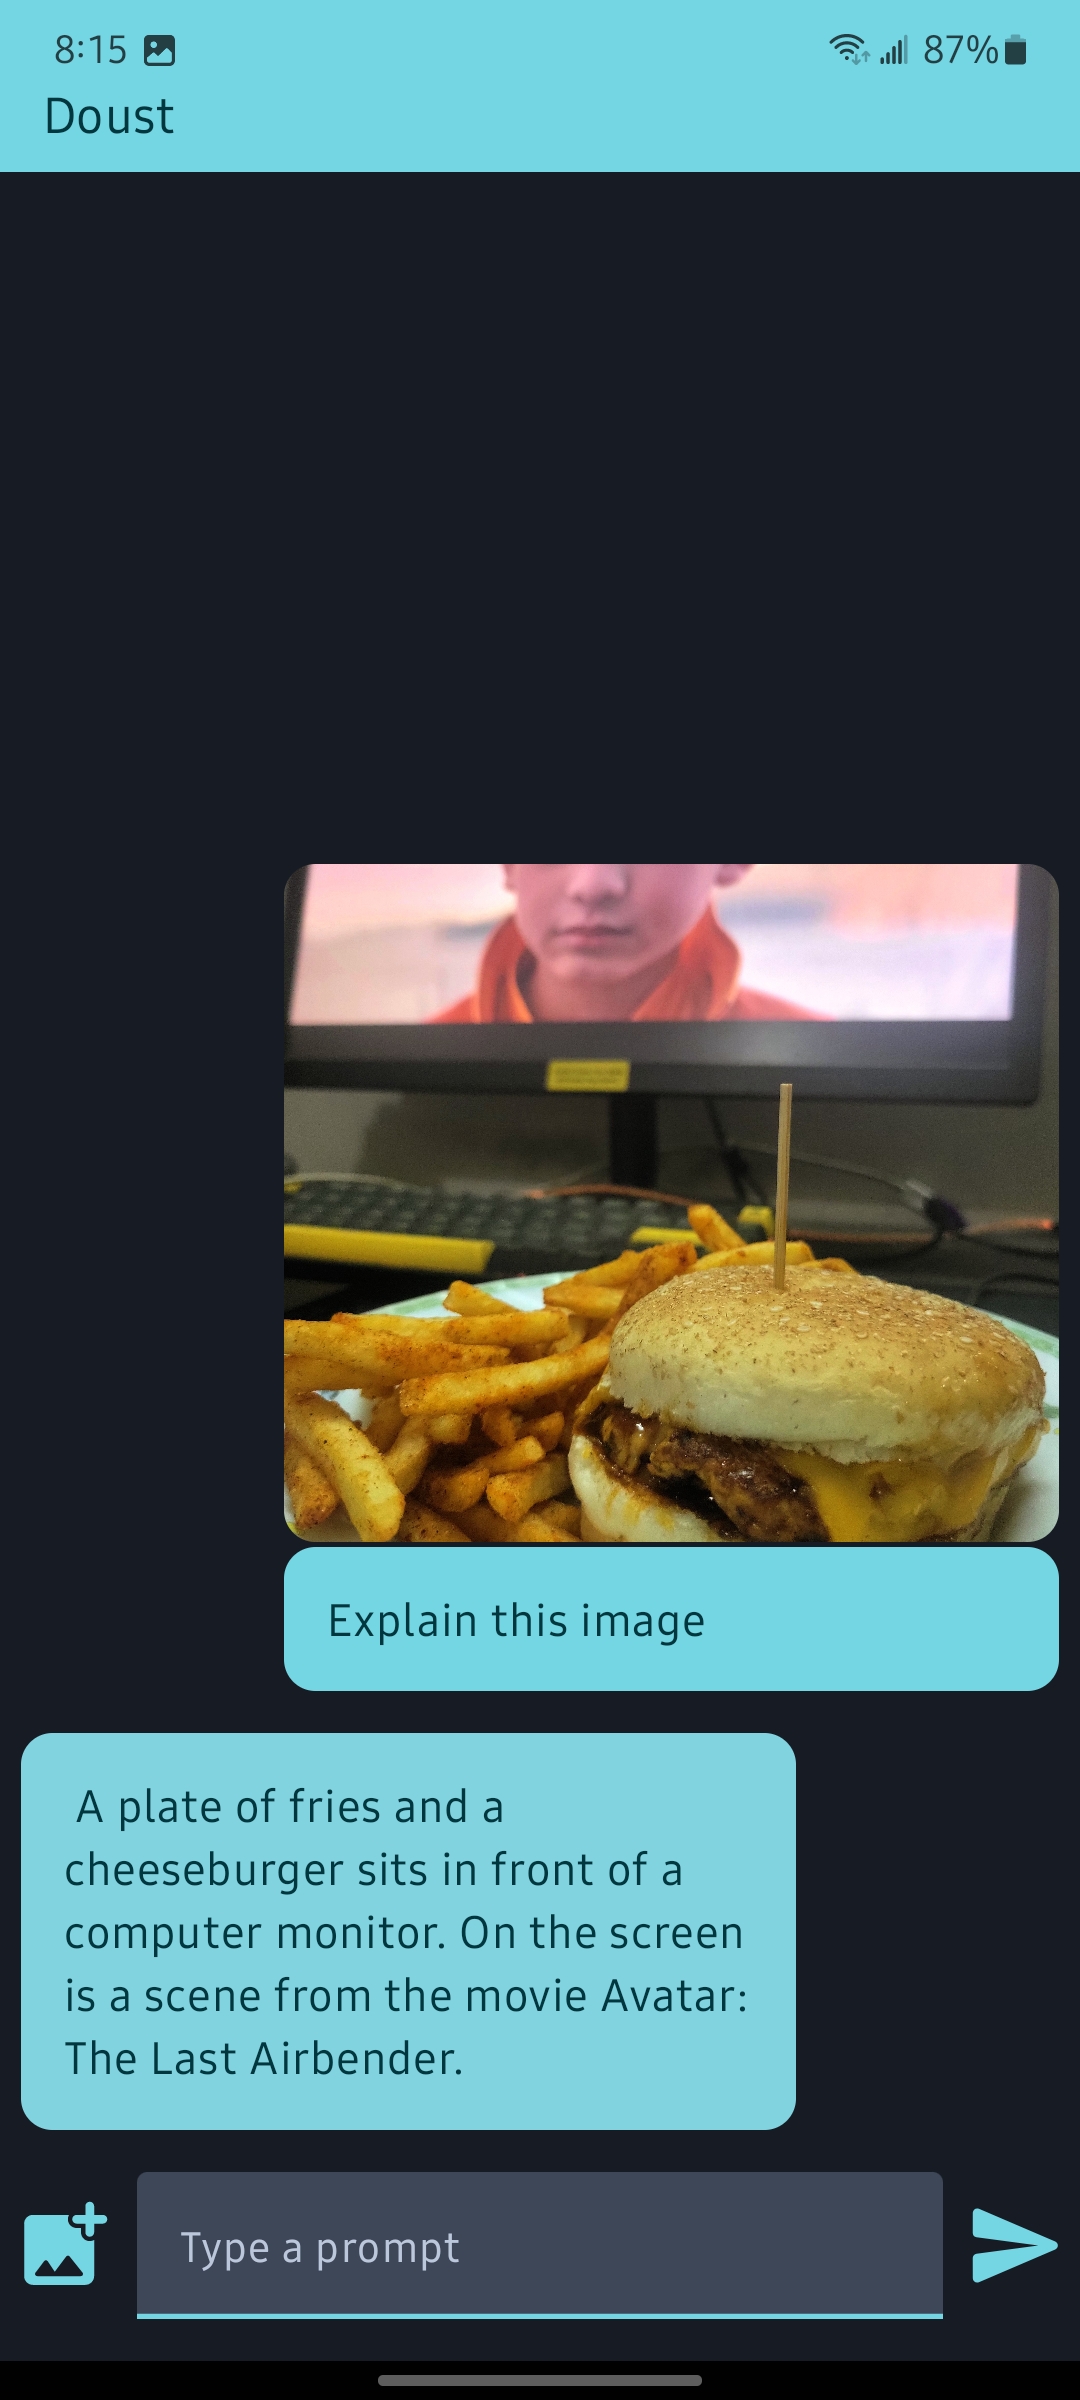 8:15
87%
Doust
Explain this image
A plate of fries and a
cheeseburger sits in front of a
computer monitor. On the screen
is a scene from the movie Avatar:
The Last Airbender.
Type a prompt